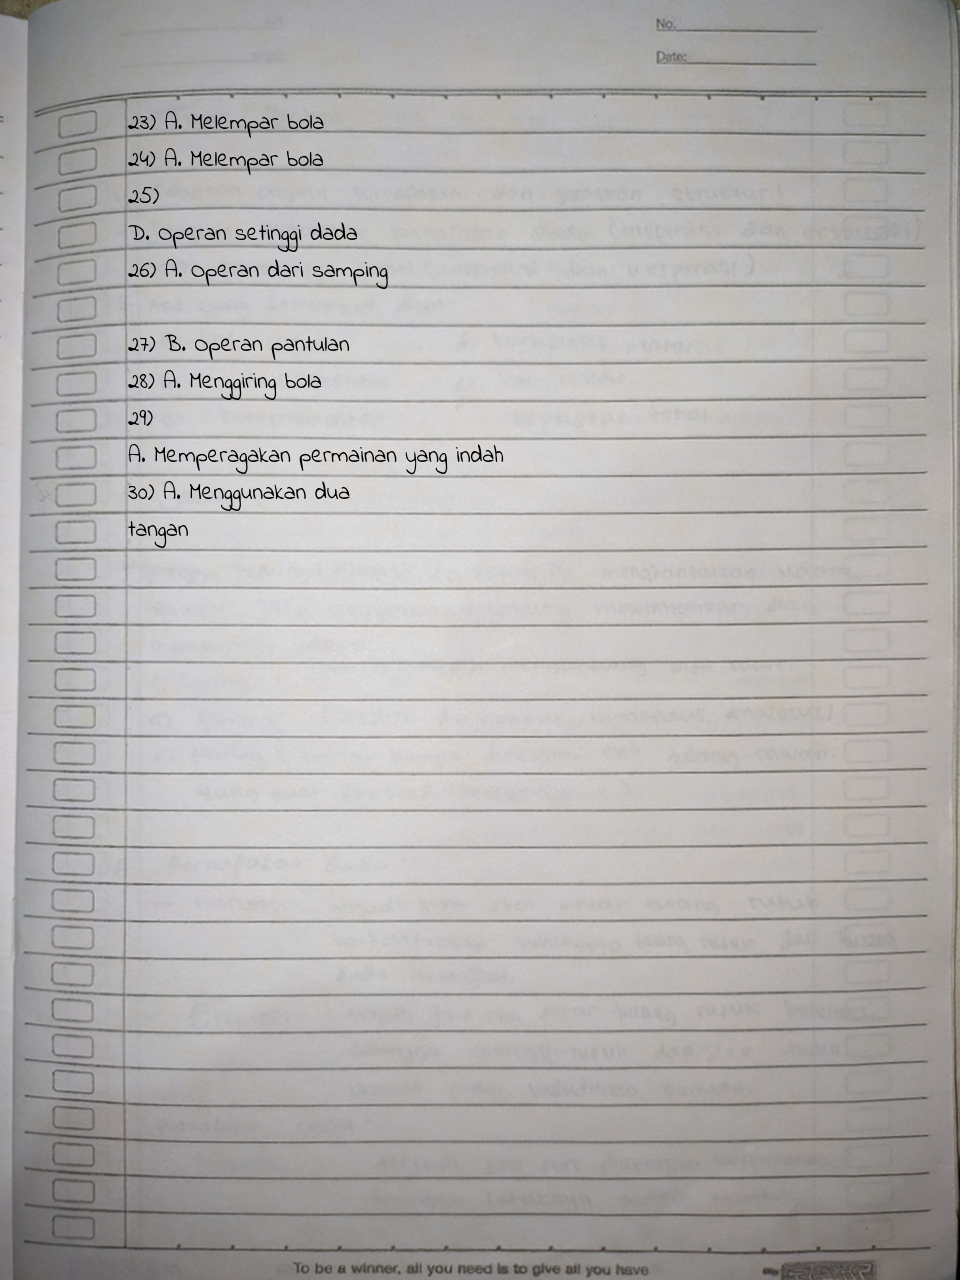 No.
Date:
23) A. Melempar bola
24) A. Melempar bola
25)
D. Operan setinggi dada
26) A. Operan dari samping
27) B. Operan pantulan
28) A. Menggiring bola
29)
A. Memperagakan permainan yang indah
30) A. Menggunakan dua
tangan
To be a winner, all you need is to give all you have